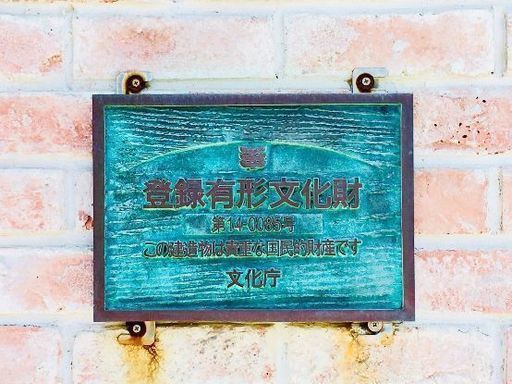 登録有形文化財
第14-0085号
この建造物は貴重な国民的財産です
文化庁